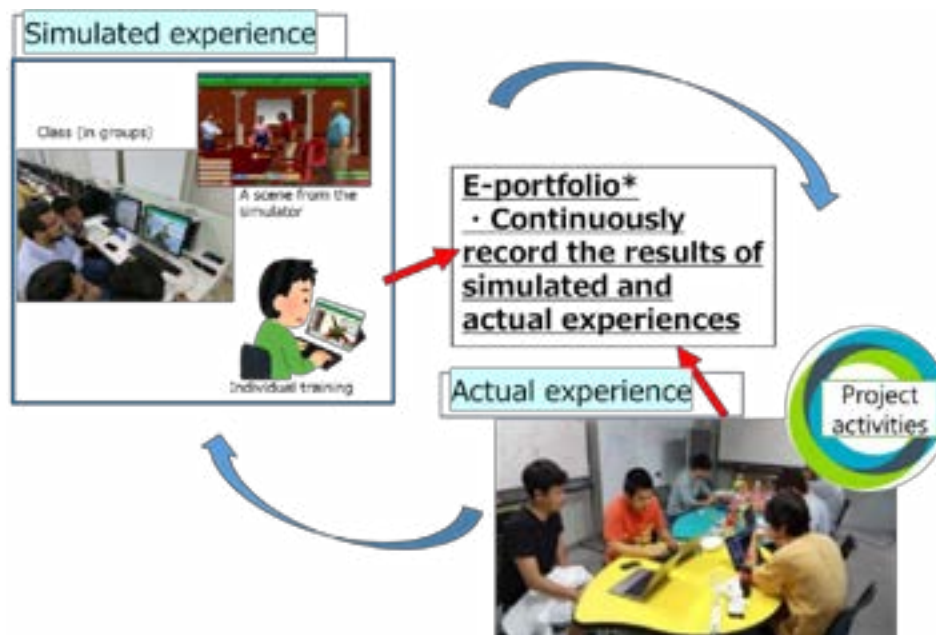 Simulated experience
Class (in groups)
A scene from the
simulator
Individual training
E-portfolio*
・Continuously
record the results of
simulated and
actual experiences
Actual experience
Project
activities